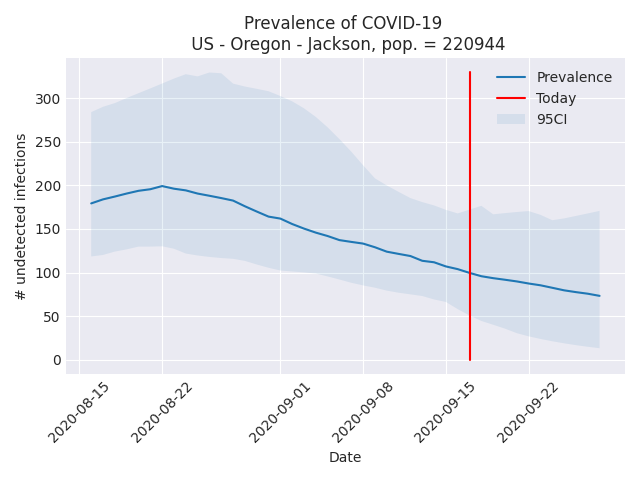 Prevalence of COVID-19
US - Oregon - Jackson, pop. = 220944
Prevalence
Today
95CI
# undetected infections
300
250
200
150
100
50
0
2020-08-15
2020-08-22
2020-09-01
2020-09-08
2020-09-15
2020-09-22
Date